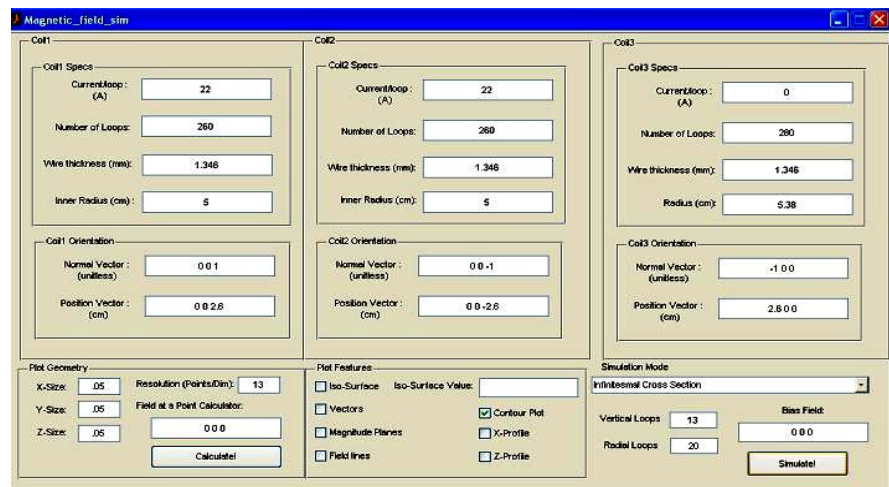 Magnetic_field_sim
Coil1
Coil1 Specs
Current/loop :
(A)
22
Number of Loops:
260
Wire thickness (mm):
1.346
Inner Radius (cm) :
5
Coil1 Orientation
Normal Vector :
(unitless)
0 0 1
Position Vector :
(cm)
0 0 2.6
Coil2
Coil2 Specs
Current/loop :
(A)
22
Number of Loops:
260
Wire thickness (mm):
1.346
Inner Radius (cm):
5
Coil2 Orientation
Normal Vector :
(unitless)
0 0 -1
Position Vector :
(cm)
0 0 -2.6
Coil3
Coil3 Specs
Current/loop :
(A)
0
Number of Loops:
260
Wire thickness (mm):
1.346
Radius (cm):
5.38
Coil3 Orientation
Normal Vector :
(unitless)
-1 0 0
Position Vector :
(cm)
2.6 0 0
Plot Geometry
X-Size: .05
Y-Size: .05
Z-Size: .05
Resolution (Points/Dim): 13
Field at a Point Calculator:
0 0 0
Calculate!
Plot Features
Iso-Surface
Iso-Surface Value:
Vectors
Contour Plot
Magnitude Planes
X-Profile
Field lines
Z-Profile
Simulation Mode
Infinitesmal Cross Section
Vertical Loops 13
Radial Loops 20
Bias Field:
0 0 0
Simulate!